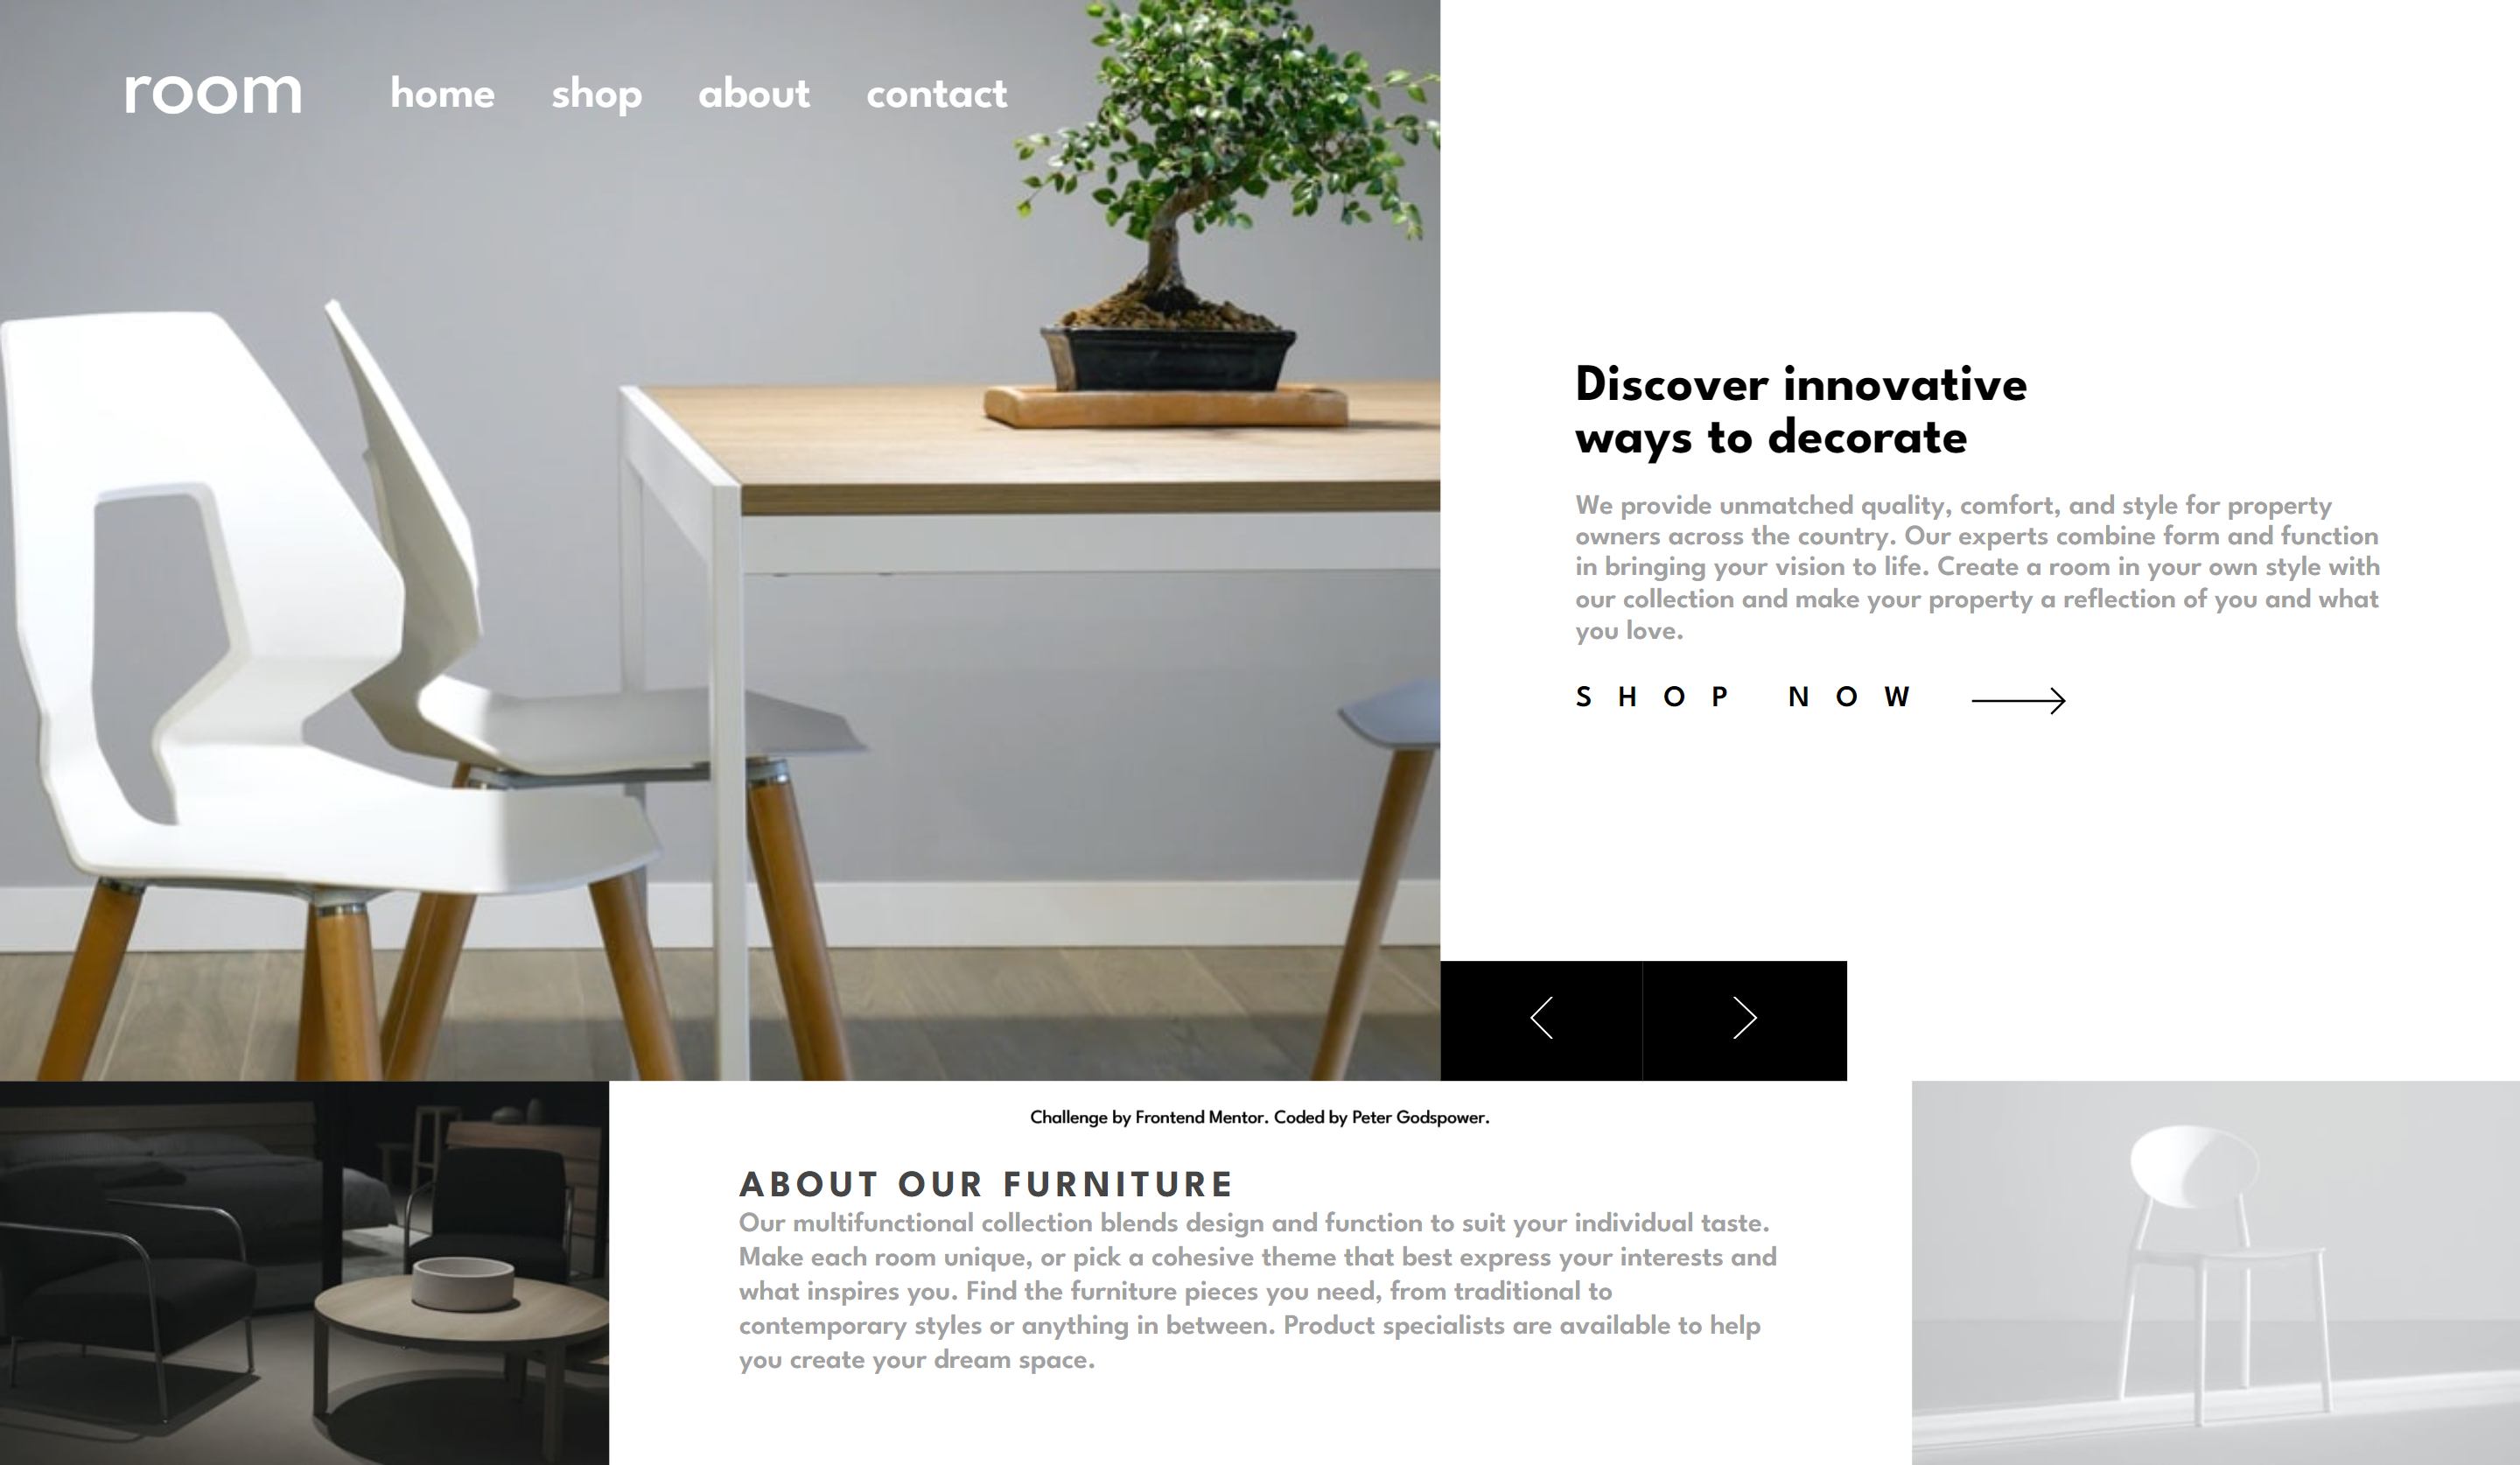 room
home shop about contact
Discover innovative
ways to decorate
We provide unmatched quality, comfort, and style for property
owners across the country. Our experts combine form and function
in bringing your vision to life. Create a room in your own style with
our collection and make your property a reflection of you and what
you love.
SHOP NOW
Challenge by Frontend Mentor. Coded by Peter Godspower.
ABOUT OUR FURNITURE
Our multifunctional collection blends design and function to suit your individual taste.
Make each room unique, or pick a cohesive theme that best express your interests and
what inspires you. Find the furniture pieces you need, from traditional to
contemporary styles or anything in between. Product specialists are available to help
you create your dream space.